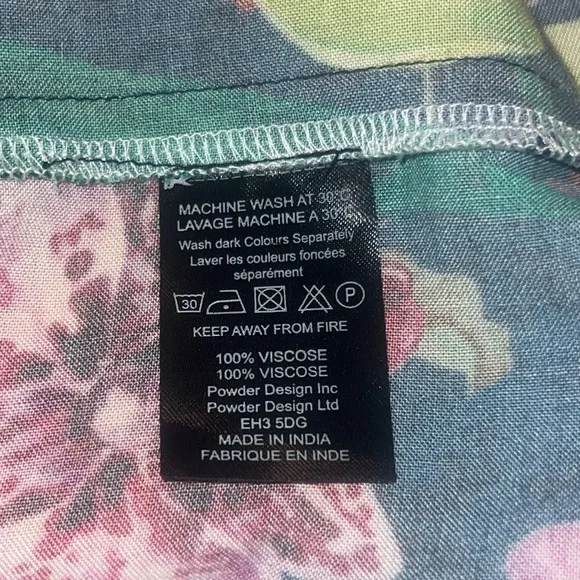 MACHINE WASH AT 30°C
LAVAGE MACHINE A 30°C
Wash dark Colours Separately
Laver les couleurs foncées
séparément
30 P
KEEP AWAY FROM FIRE
100% VISCOSE
100% VISCOSE
Powder Design Inc
Powder Design Ltd
EH3 5DG
MADE IN INDIA
FABRIQUE EN INDE